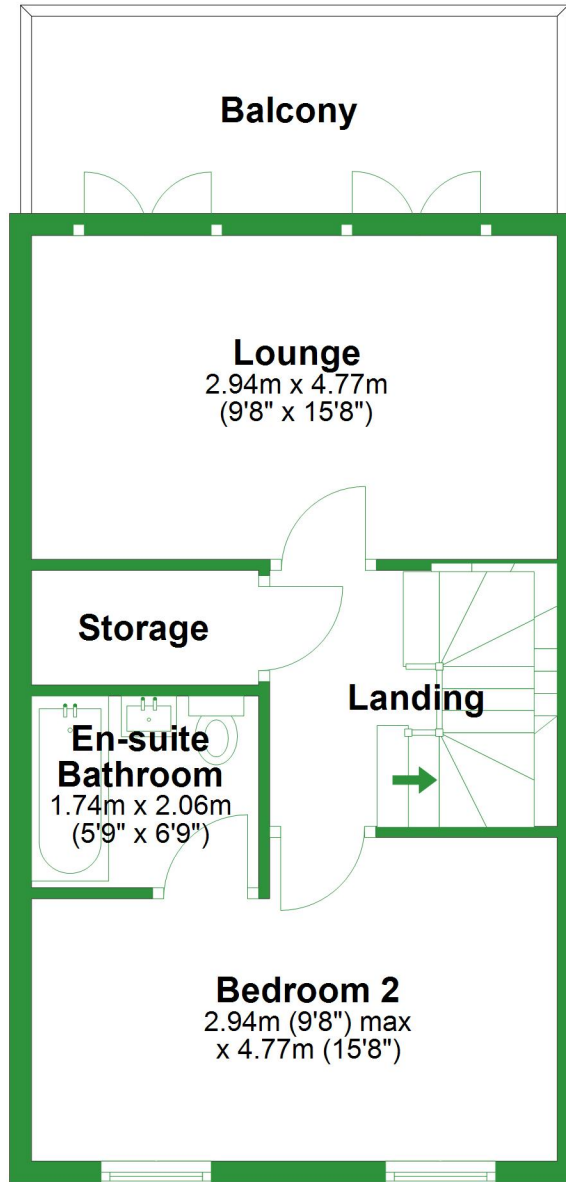 Balcony
Lounge
2.94m x 4.77m
(9'8" x 15'8")
Storage
Landing
En-suite
Bathroom
1.74m x 2.06m
(5'9" x 6'9")
Bedroom 2
2.94m (9'8") max
x 4.77m (15'8")